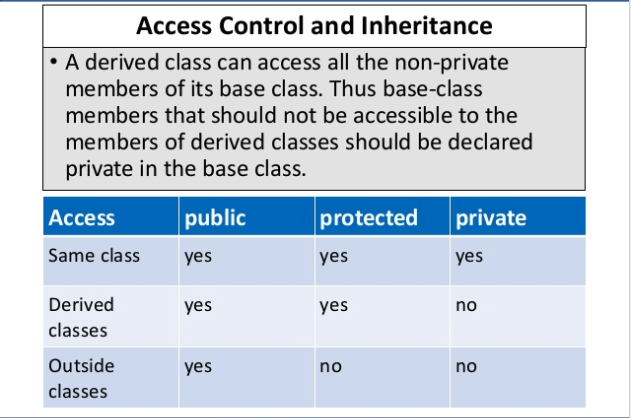 Access Control and Inheritance
• A derived class can access all the non-private
members of its base class. Thus base-class
members that should not be accessible to the
members of derived classes should be declared
private in the base class.
Access public protected private
Same class yes yes yes
Derived
classes yes yes no
Outside
classes yes no no